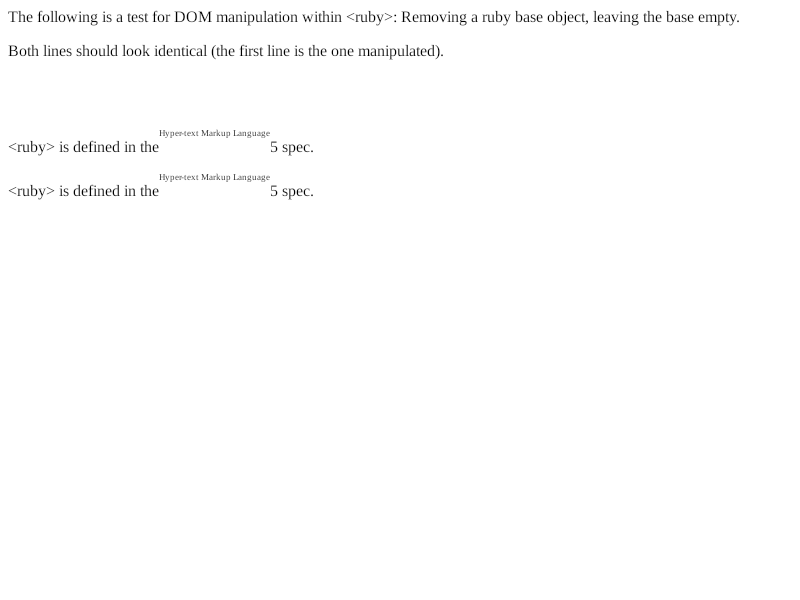 The following is a test for DOM manipulation within <ruby>: Removing a ruby base object, leaving the base empty.
Both lines should look identical (the first line is the one manipulated).
Hyper-text Markup Language
<ruby> is defined in the 5 spec.
Hyper-text Markup Language
<ruby> is defined in the 5 spec.